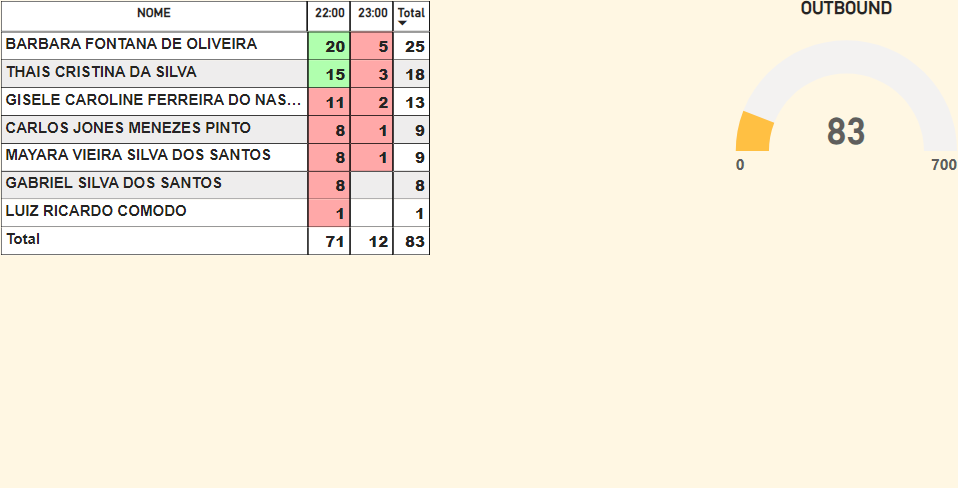 NOME 22:00 23:00 Total
BARBARA FONTANA DE OLIVEIRA 20 5 25
THAIS CRISTINA DA SILVA 15 3 18
GISELE CAROLINE FERREIRA DO NAS... 11 2 13
CARLOS JONES MENEZES PINTO 8 1 9
MAYARA VIEIRA SILVA DOS SANTOS 8 1 9
GABRIEL SILVA DOS SANTOS 8 8
LUIZ RICARDO COMODO 1 1
Total 71 12 83
OUTBOUND
83
0 700